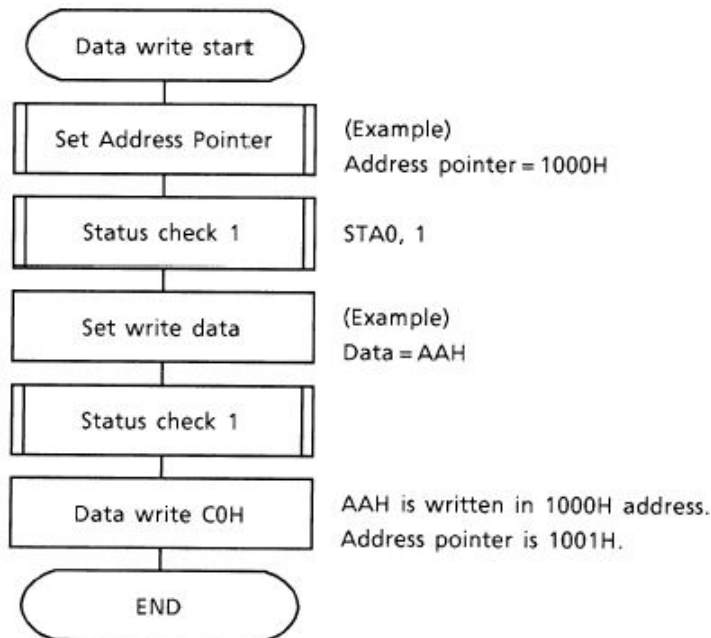 Data write start
Set Address Pointer
(Example)
Address pointer = 1000H
Status check 1
STA0, 1
Set write data
(Example)
Data = AAH
Status check 1
Data write C0H
AAH is written in 1000H address.
Address pointer is 1001H.
END